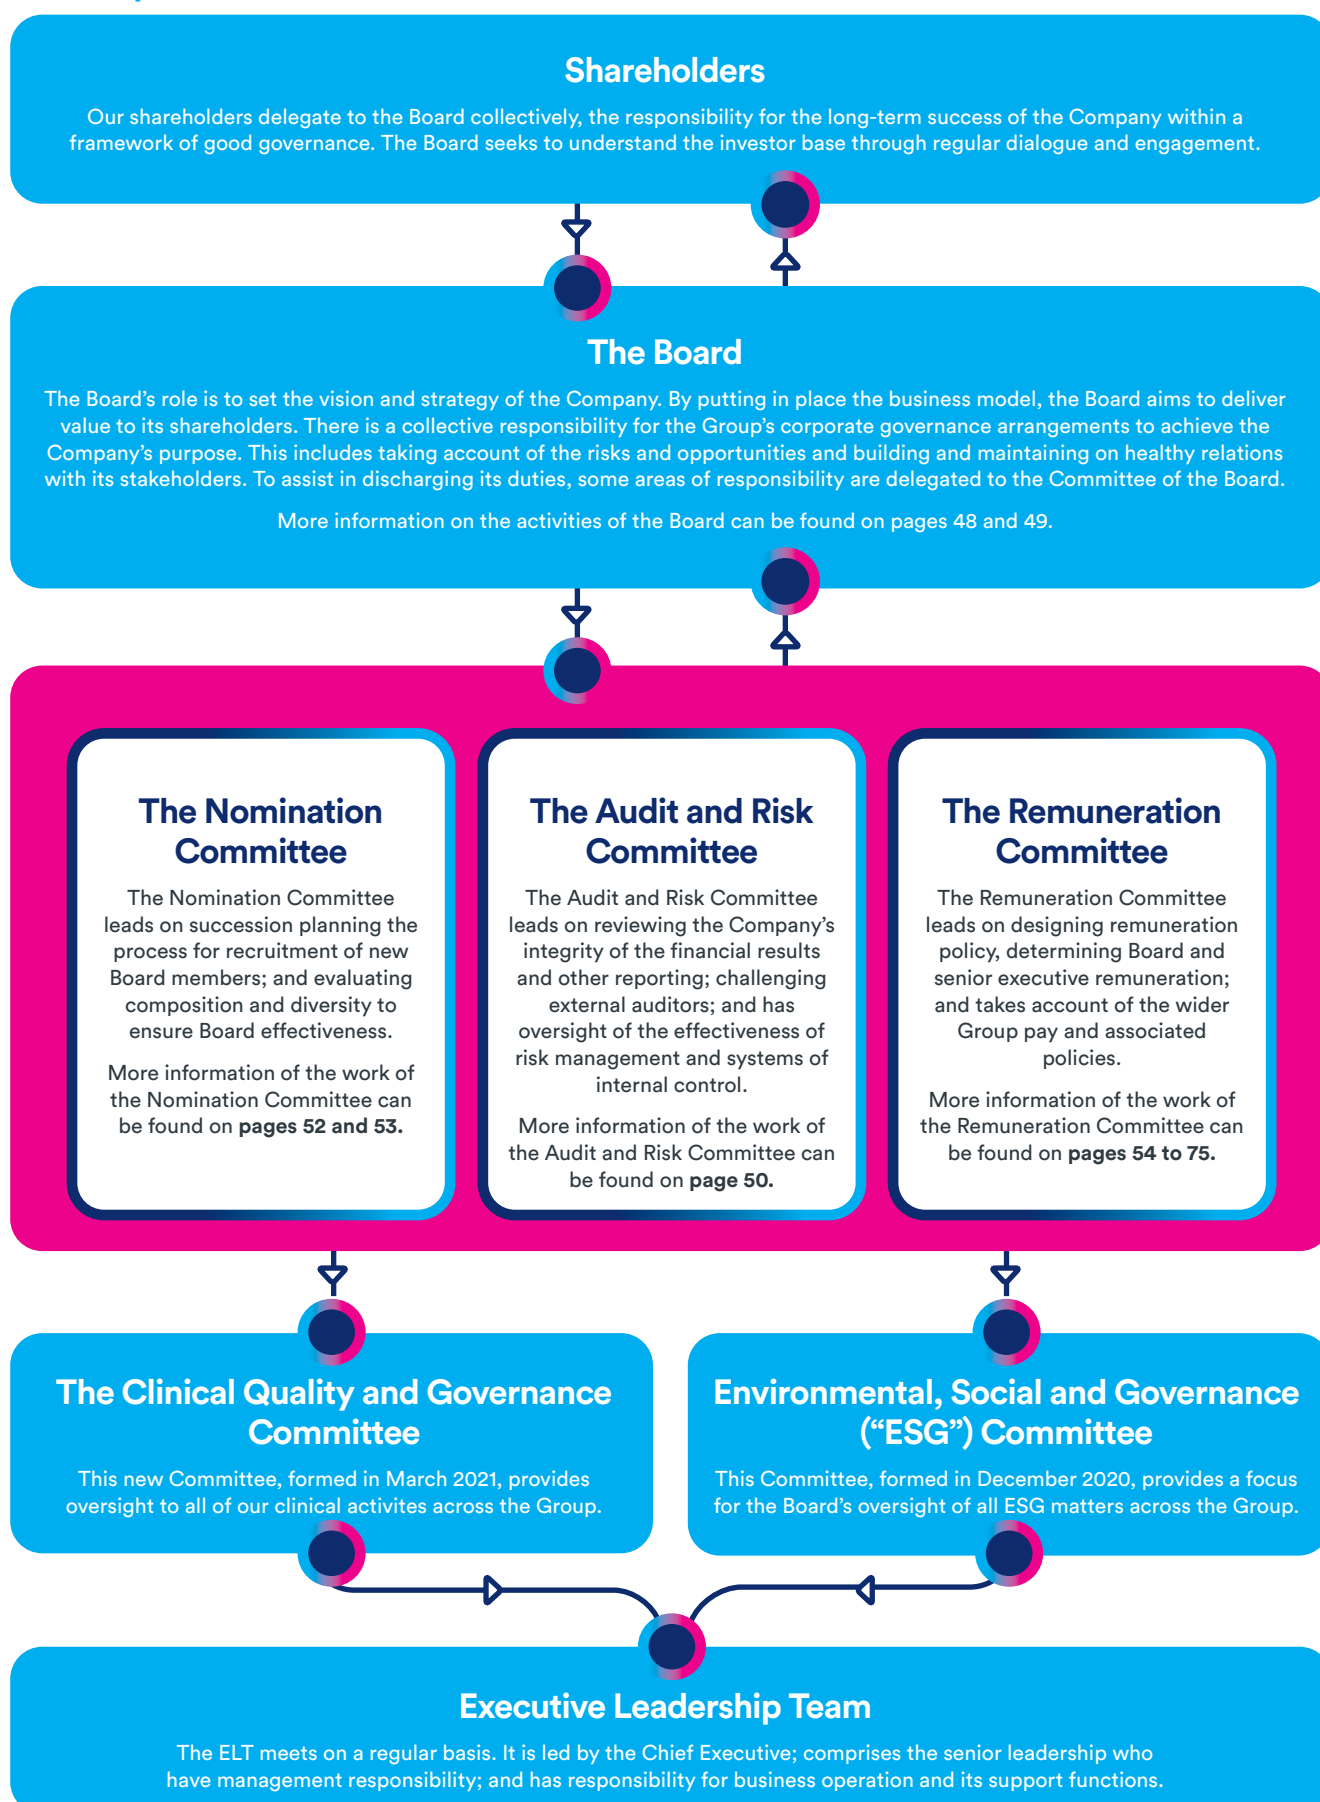 Shareholders
Our shareholders delegate to the Board collectively, the responsibility for the long-term success of the Company within a
framework of good governance. The Board seeks to understand the investor base through regular dialogue and engagement.
The Board
The Board’s role is to set the vision and strategy of the Company. By putting in place the business model, the Board aims to deliver
value to its shareholders. There is a collective responsibility for the Group’s corporate governance arrangements to achieve the
Company’s purpose. This includes taking account of the risks and opportunities and building and maintaining on healthy relations
with its stakeholders. To assist in discharging its duties, some areas of responsibility are delegated to the Committee of the Board.
More information on the activities of the Board can be found on pages 48 and 49.
The Nomination
Committee
The Nomination Committee
leads on succession planning the
process for recruitment of new
Board members; and evaluating
composition and diversity to
ensure Board effectiveness.
More information of the work of
the Nomination Committee can
be found on pages 52 and 53.
The Audit and Risk
Committee
The Audit and Risk Committee
leads on reviewing the Company’s
integrity of the financial results
and other reporting; challenging
external auditors; and has
oversight of the effectiveness of
risk management and systems of
internal control.
More information of the work of
the Audit and Risk Committee can
be found on page 50.
The Remuneration
Committee
The Remuneration Committee
leads on designing remuneration
policy, determining Board and
senior executive remuneration;
and takes account of the wider
Group pay and associated
policies.
More information of the work of
the Remuneration Committee can
be found on pages 54 to 75.
The Clinical Quality and Governance
Committee
This new Committee, formed in March 2021, provides
oversight to all of our clinical activites across the Group.
Environmental, Social and Governance
(“ESG”) Committee
This Committee, formed in December 2020, provides a focus
for the Board’s oversight of all ESG matters across the Group.
Executive Leadership Team
The ELT meets on a regular basis. It is led by the Chief Executive; comprises the senior leadership who
have management responsibility; and has responsibility for business operation and its support functions.